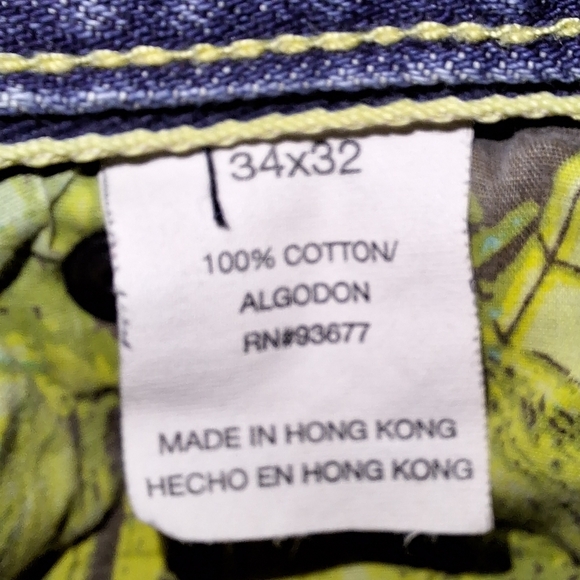 34x32
100% COTTON/
ALGODON
RN#93677
MADE IN HONG KONG
HECHO EN HONG KONG